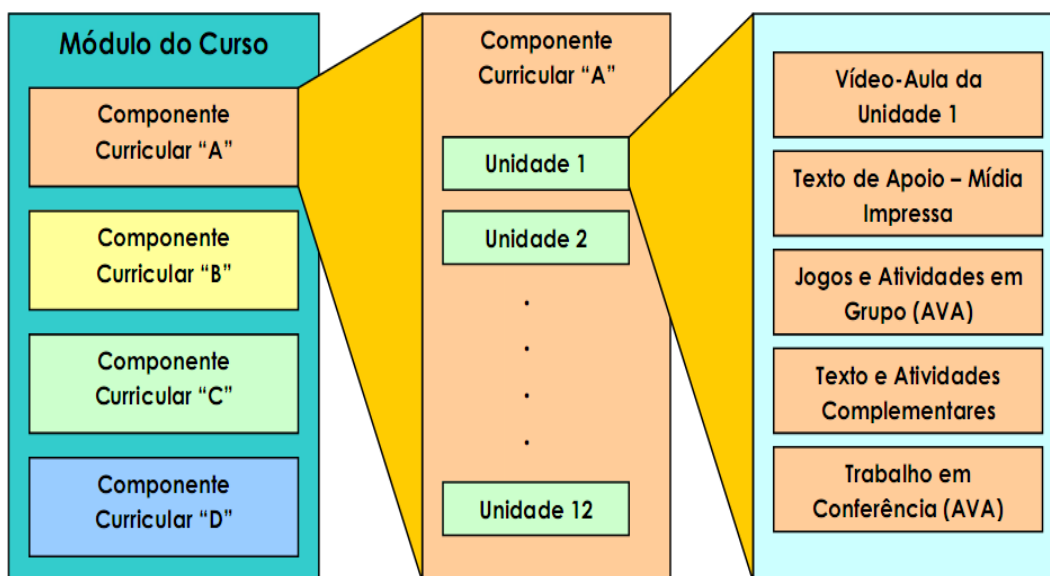 Módulo do Curso
Componente
Curricular “A”
Componente
Curricular “B”
Componente
Curricular “C”
Componente
Curricular “D”
Componente
Curricular “A”
Unidade 1
Unidade 2
.
.
.
.
Unidade 12
Vídeo-Aula da
Unidade 1
Texto de Apoio – Mídia
Impressa
Jogos e Atividades em
Grupo (AVA)
Texto e Atividades
Complementares
Trabalho em
Conferência (AVA)